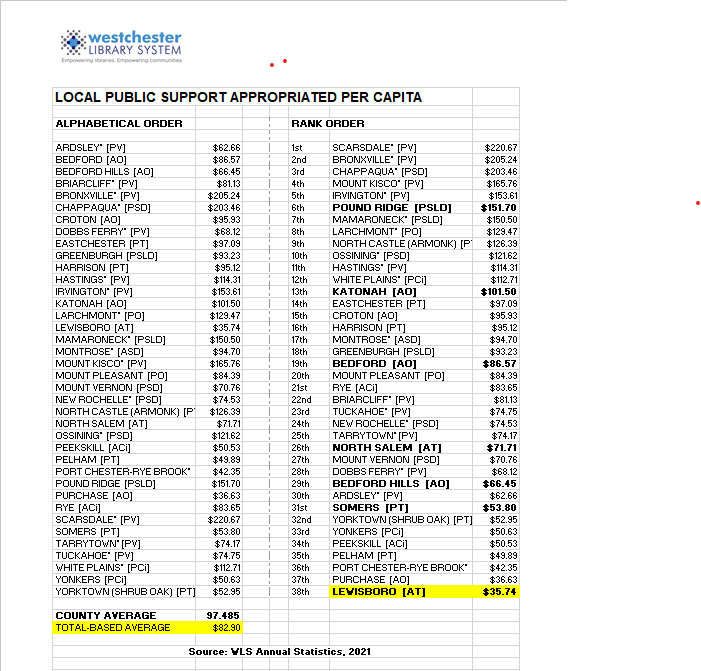 westchester
LIBRARY SYSTEM
Empowering libraries. Empowering communities.
LOCAL PUBLIC SUPPORT APPROPRIATED PER CAPITA
ALPHABETICAL ORDER RANK ORDER
ARDSLEY* [PV] $62.66 1st SCARSDALE* [PV] $220.67
BEDFORD [AO] $86.57 2nd BRONXVILLE* [PV] $205.24
BEDFORD HILLS [AO] $66.45 3rd CHAPPAQUA* [PSD] $203.46
BRIARCLIFF* [PV] $81.13 4th MOUNT KISCO* [PV] $165.76
BRONXVILLE* [PV] $205.24 5th IRVINGTON* [PV] $153.61
CHAPPAQUA* [PSD] $203.46 6th POUND RIDGE [PSLD] $151.70
CROTON [AO] $95.93 7th MAMARONECK* [PSLD] $150.50
DOBBS FERRY* [PV] $68.12 8th LARCHMONT* [PO] $129.47
EASTCHESTER [PT] $97.09 9th NORTH CASTLE (ARMONK) [P $126.39
GREENBURGH [PSLD] $93.23 10th OSSINING* [PSD] $121.62
HARRISON [PT] $95.12 11th HASTINGS* [PV] $114.31
HASTINGS* [PV] $114.31 12th WHITE PLAINS* [PCi] $112.71
IRVINGTON* [PV] $153.61 13th KATONAH [AO] $101.50
KATONAH [AO] $101.50 14th EASTCHESTER [PT] $97.09
LARCHMONT* [PO] $129.47 15th CROTON [AO] $95.93
LEWISBORO [AT] $35.74 16th HARRISON [PT] $95.12
MAMARONECK* [PSLD] $150.50 17th MONTROSE* [ASD] $94.70
MONTROSE* [ASD] $94.70 18th GREENBURGH [PSLD] $93.23
MOUNT KISCO* [PV] $165.76 19th BEDFORD [AO] $86.57
MOUNT PLEASANT [PO] $84.39 20th MOUNT PLEASANT [PO] $84.39
MOUNT VERNON [PSD] $70.76 21st RYE [ACi] $83.65
NEW ROCHELLE* [PSD] $74.53 22nd BRIARCLIFF* [PV] $81.13
NORTH CASTLE (ARMONK) [P $126.39 23rd TUCKAHOE* [PV] $74.75
NORTH SALEM [AT] $71.71 24th NEW ROCHELLE* [PSD] $74.53
OSSINING* [PSD] $121.62 25th TARRYTOWN* [PV] $74.17
PEEKSKILL [ACi] $50.53 26th NORTH SALEM [AT] $71.71
PELHAM [PT] $49.89 27th MOUNT VERNON [PSD] $70.76
PORT CHESTER-RYE BROOK* $42.35 28th DOBBS FERRY* [PV] $68.12
POUND RIDGE [PSLD] $151.70 29th BEDFORD HILLS [AO] $66.45
PURCHASE [AO] $36.63 30th ARDSLEY* [PV] $62.66
RYE [ACi] $83.65 31st SOMERS [PT] $53.80
SCARSDALE* [PV] $220.67 32nd YORKTOWN (SHRUB OAK) [PT] $52.95
SOMERS [PT] $53.80 33rd YONKERS [PCi] $50.63
TARRYTOWN* [PV] $74.17 34th PEEKSKILL [ACi] $50.53
TUCKAHOE* [PV] $74.75 35th PELHAM [PT] $49.89
WHITE PLAINS* [PCi] $112.71 36th PORT CHESTER-RYE BROOK* $42.35
YONKERS [PCi] $50.63 37th PURCHASE [AO] $36.63
YORKTOWN (SHRUB OAK) [PT] $52.95 38th LEWISBORO [AT] $35.74
COUNTY AVERAGE 97.485
TOTAL-BASED AVERAGE $82.90
Source: WLS Annual Statistics, 2021